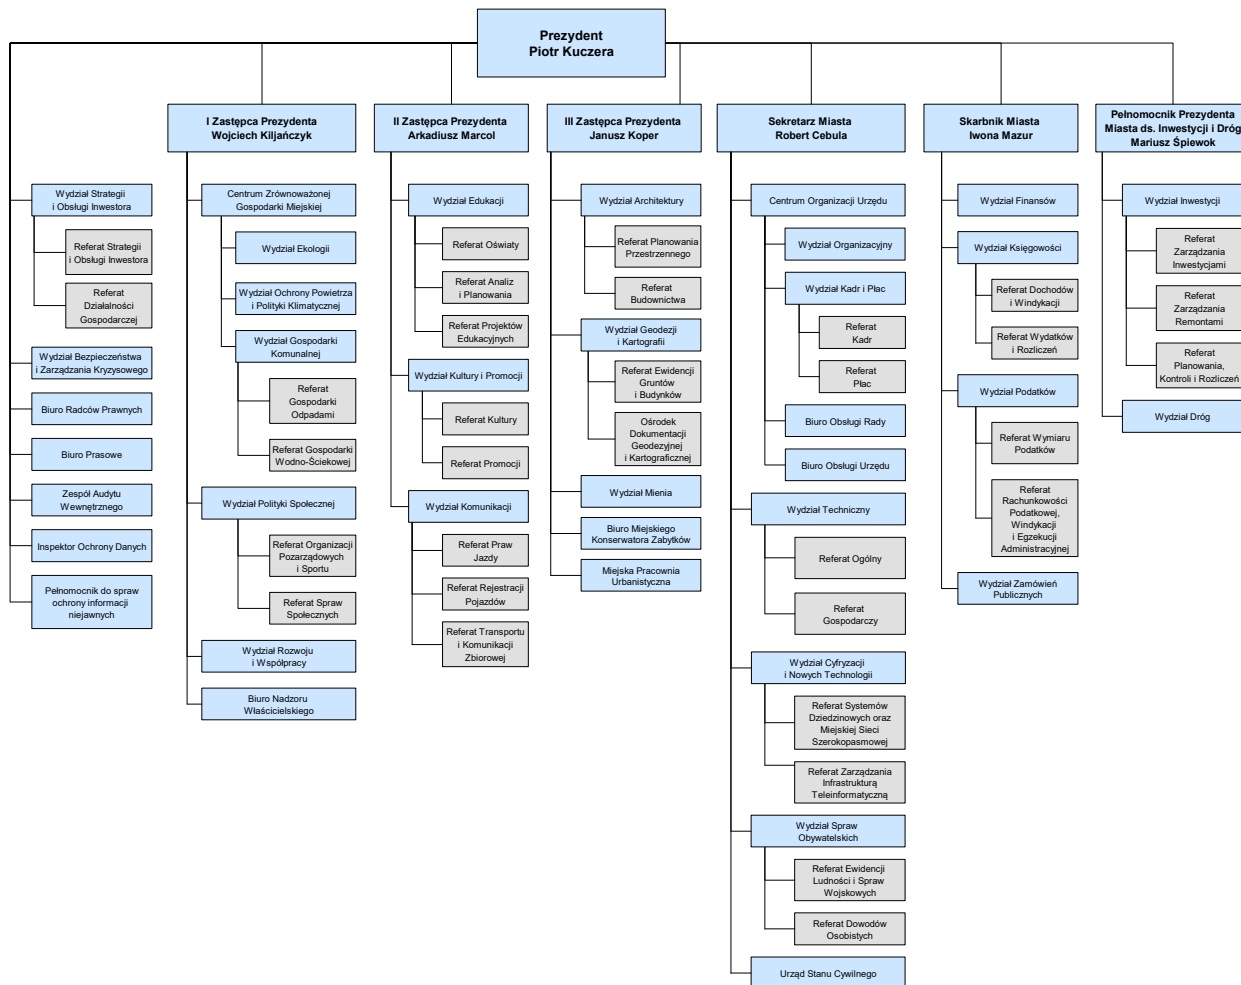 Prezydent
Piotr Kuczera
I Zastępca Prezydenta
Wojciech Kiljańczyk
II Zastępca Prezydenta
Arkadiusz Marcol
III Zastępca Prezydenta
Janusz Koper
Sekretarz Miasta
Robert Cebula
Skarbnik Miasta
Iwona Mazur
Pełnomocnik Prezydenta
Miasta ds. Inwestycji i Dróg
Mariusz Śpiewok
Wydział Strategii
i Obsługi Inwestora
Referat Strategii
i Obsługi Inwestora
Referat
Działalności
Gospodarczej
Wydział Bezpieczeństwa
i Zarządzania Kryzysowego
Biuro Radców Prawnych
Biuro Prasowe
Zespół Audytu
Wewnętrznego
Inspektor Ochrony Danych
Pełnomocnik do spraw
ochrony informacji
niejawnych
Centrum Zrównoważonej
Gospodarki Miejskiej
Wydział Ekologii
Wydział Ochrony Powietrza
i Polityki Klimatycznej
Wydział Gospodarki
Komunalnej
Referat
Gospodarki
Odpadami
Referat Gospodarki
Wodno-Ściekowej
Wydział Polityki Społecznej
Referat Organizacji
Pozarządowych
i Sportu
Referat Spraw
Społecznych
Wydział Rozwoju
i Współpracy
Biuro Nadzoru
Właścicielskiego
Wydział Edukacji
Referat Oświaty
Referat Analiz
i Planowania
Referat Projektów
Edukacyjnych
Wydział Kultury i Promocji
Referat Kultury
Referat Promocji
Wydział Komunikacji
Referat Praw
Jazdy
Referat Rejestracji
Pojazdów
Referat Transportu
i Komunikacji
Zbiorowej
Wydział Architektury
Referat Planowania
Przestrzennego
Referat
Budownictwa
Wydział Geodezji
i Kartografii
Referat Ewidencji
Gruntów
i Budynków
Ośrodek
Dokumentacji
Geodezyjnej
i Kartograficznej
Wydział Mienia
Biuro Miejskiego
Konserwatora Zabytków
Miejska Pracownia
Urbanistyczna
Centrum Organizacji Urzędu
Wydział Organizacyjny
Wydział Kadr i Płac
Referat
Kadr
Referat
Płac
Biuro Obsługi Rady
Biuro Obsługi Urzędu
Wydział Techniczny
Referat Ogólny
Referat
Gospodarczy
Wydział Cyfryzacji
i Nowych Technologii
Referat Systemów
Dziedzinowych oraz
Miejskiej Sieci
Szerokopasmowej
Referat Zarządzania
Infrastrukturą
Teleinformatyczną
Wydział Spraw
Obywatelskich
Referat Ewidencji
Ludności i Spraw
Wojskowych
Referat Dowodów
Osobistych
Urząd Stanu Cywilnego
Wydział Finansów
Wydział Księgowości
Referat Dochodów
i Windykacji
Referat Wydatków
i Rozliczeń
Wydział Podatków
Referat Wymiaru
Podatków
Referat
Rachunkowości
Podatkowej,
Windykacji
i Egzekucji
Administracyjnej
Wydział Zamówień
Publicznych
Wydział Inwestycji
Referat
Zarządzania
Inwestycjami
Referat
Zarządzania
Remontami
Referat
Planowania,
Kontroli i Rozliczeń
Wydział Dróg